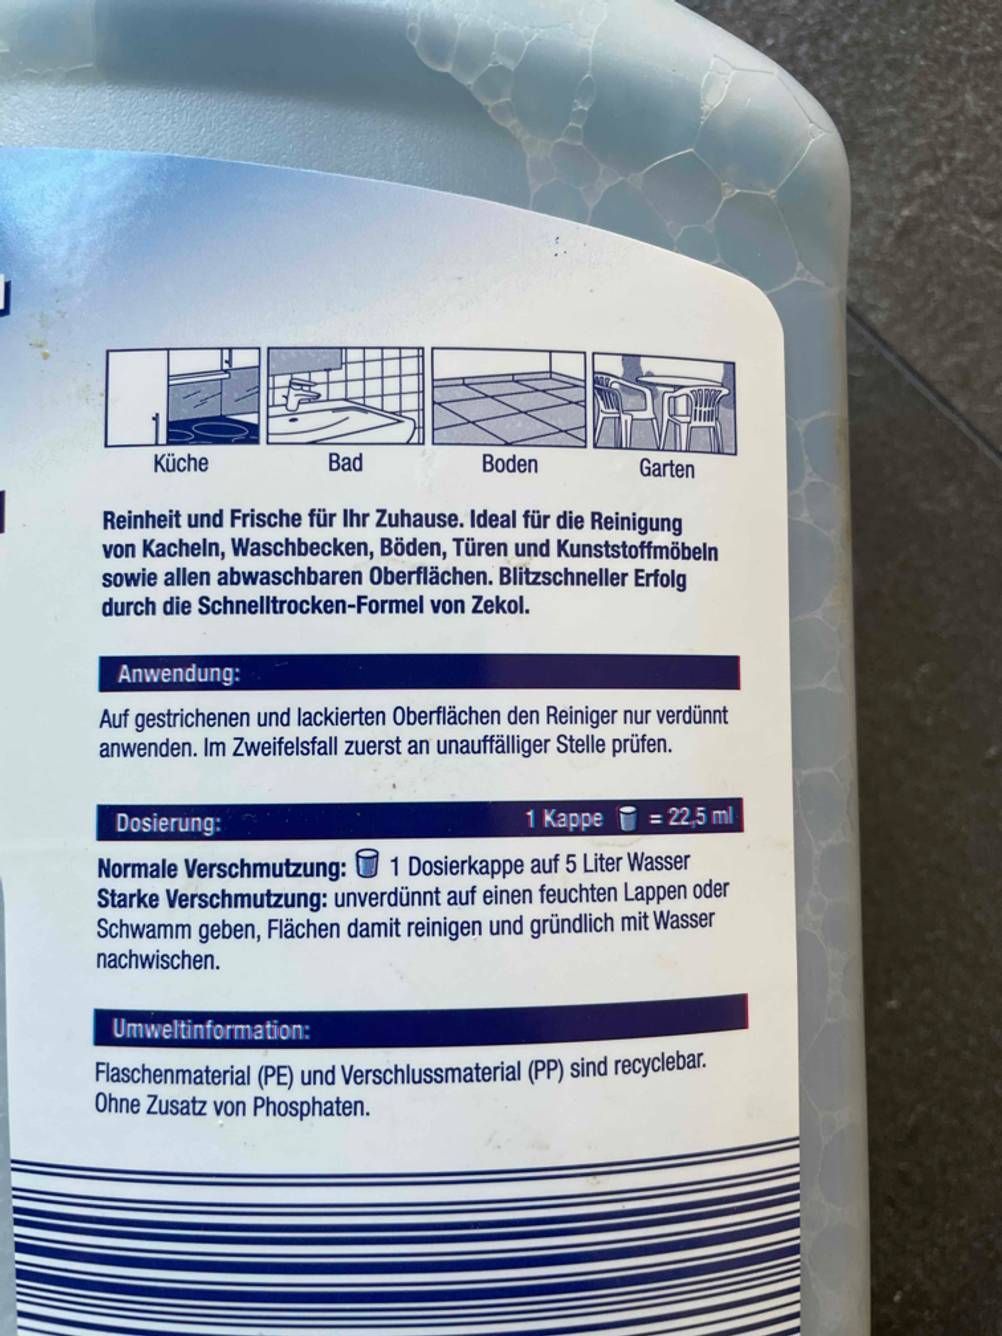 Küche
Bad
Boden
Garten
Reinheit und Frische für Ihr Zuhause. Ideal für die Reinigung
von Kacheln, Waschbecken, Böden, Türen und Kunststoffmöbeln
sowie allen abwaschbaren Oberflächen. Blitzschneller Erfolg
durch die Schnelltrocken-Formel von Zekol.
Anwendung:
Auf gestrichenen und lackierten Oberflächen den Reiniger nur verdünnt
anwenden. Im Zweifelsfall zuerst an unauffälliger Stelle prüfen.
Dosierung: 1 Kappe = 22,5 ml
Normale Verschmutzung: 1 Dosierkappe auf 5 Liter Wasser
Starke Verschmutzung: unverdünnt auf einen feuchten Lappen oder
Schwamm geben, Flächen damit reinigen und gründlich mit Wasser
nachwischen.
Umweltinformation:
Flaschenmaterial (PE) und Verschlussmaterial (PP) sind recyclebar.
Ohne Zusatz von Phosphaten.